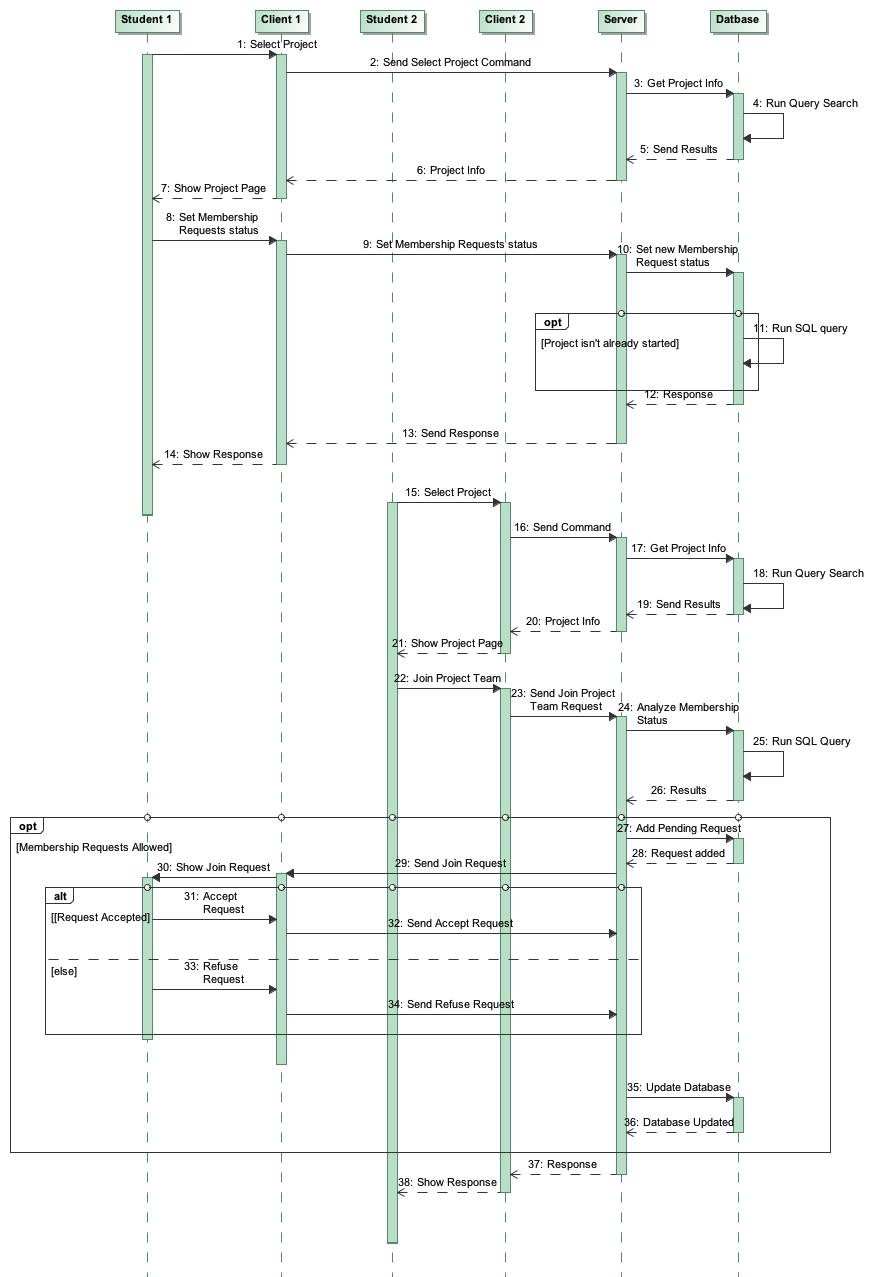 Student 1
Client 1
Student 2
Client 2
Server
Datbase
1: Select Project
2: Send Select Project Command
3: Get Project Info
4: Run Query Search
5: Send Results
6: Project Info
7: Show Project Page
8: Set Membership
Requests status
9: Set Membership Requests status
10: Set new Membership
Request status
opt
[Project isn't already started]
11: Run SQL query
12: Response
13: Send Response
14: Show Response
15: Select Project
16: Send Command
17: Get Project Info
18: Run Query Search
19: Send Results
20: Project Info
21: Show Project Page
22: Join Project Team
23: Send Join Project
Team Request
24: Analyze Membership
Status
25: Run SQL Query
26: Results
opt
[Membership Requests Allowed]
27: Add Pending Request
28: Request added
29: Send Join Request
30: Show Join Request
alt
[[Request Accepted]
31: Accept
Request
32: Send Accept Request
[else]
33: Refuse
Request
34: Send Refuse Request
35: Update Database
36: Database Updated
37: Response
38: Show Response